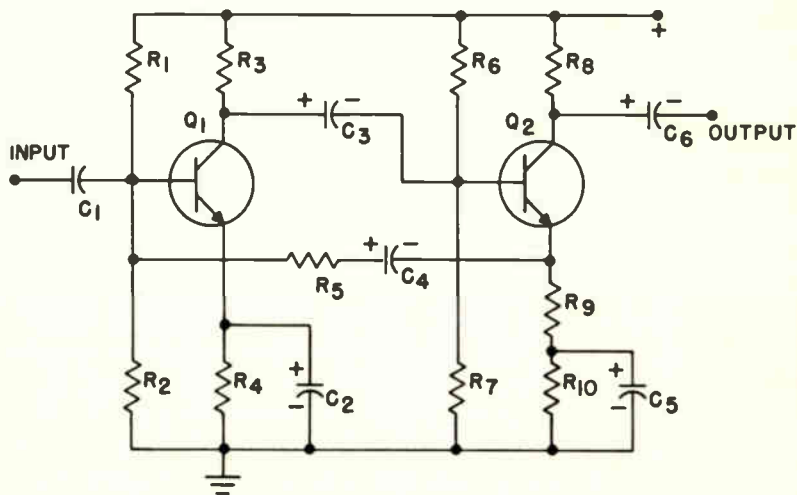 +
R1
R3
R6
R8
+ -
C3
+ -
C6
Q1
Q2
OUTPUT
INPUT
C1
+ -
R5
C4
R9
R2
R4
+
-
C2
R7
R10
+
-
C5